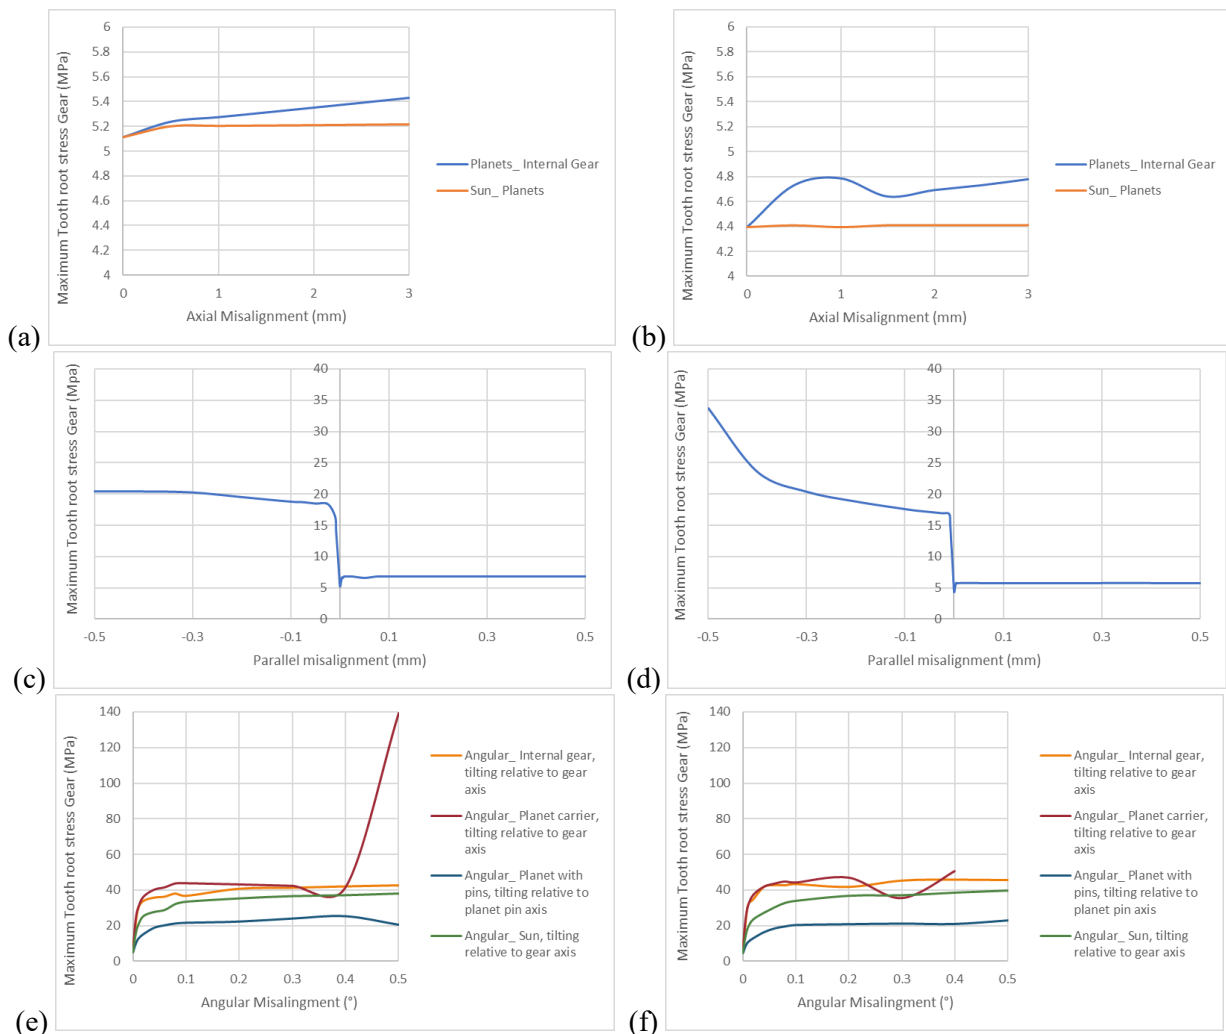 Maximum Tooth root stress Gear (MPa)
6
5.8
5.6
5.4
5.2
5
4.8
4.6
4.4
4.2
4
0
1
2
3
Axial Misalignment (mm)
Planets_ Internal Gear
Sun_ Planets
(a)
Maximum Tooth root stress Gear (MPa)
6
5.8
5.6
5.4
5.2
5
4.8
4.6
4.4
4.2
4
0
1
2
3
Axial Misalignment (mm)
Planets_ Internal Gear
Sun_ Planets
(b)
Maximum Tooth root stress Gear (Mpa)
40
35
30
25
20
15
10
5
0
-0.5
-0.3
-0.1
0.1
0.3
0.5
Parallel misalignment (mm)
(c)
Maximum Tooth root stress Gear (MPa)
40
35
30
25
20
15
10
5
0
-0.5
-0.3
-0.1
0.1
0.3
0.5
Parallel misalignment (mm)
(d)
Maximum Tooth root stress Gear (MPa)
140
120
100
80
60
40
20
0
0
0.1
0.2
0.3
0.4
0.5
Angular Misalingment (°)
Angular_ Internal gear,
tilting relative to gear
axis
Angular_ Planet carrier,
tilting relative to gear
axis
Angular_ Planet with
pins, tilting relative to
planet pin axis
Angular_ Sun, tilting
relative to gear axis
(e)
Maximum Tooth root stress Gear (MPa)
140
120
100
80
60
40
20
0
0
0.1
0.2
0.3
0.4
0.5
Angular Misalingment (°)
Angular_ Internal gear,
tilting relative to gear
axis
Angular_ Planet carrier,
tilting relative to gear
axis
Angular_ Planet with
pins, tilting relative to
planet pin axis
Angular_ Sun, tilting
relative to gear axis
(f)